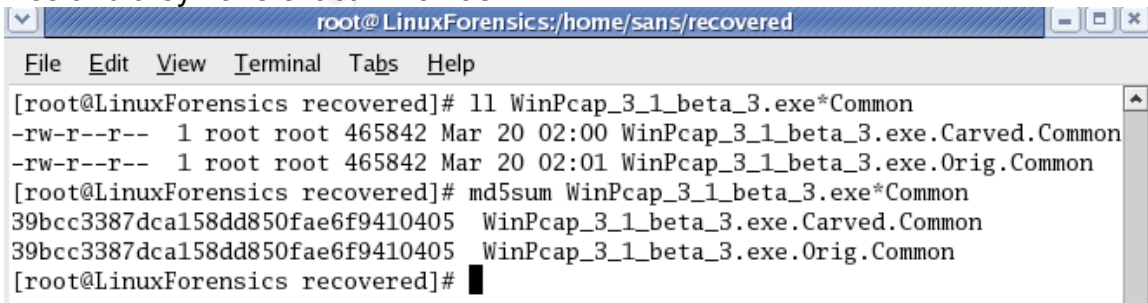 root@LinuxForensics:/home/sans/recovered
File Edit View Terminal Tabs Help
[root@LinuxForensics recovered]# ll WinPcap_3_1_beta_3.exe*Common
-rw-r--r-- 1 root root 465842 Mar 20 02:00 WinPcap_3_1_beta_3.exe.Carved.Common
-rw-r--r-- 1 root root 465842 Mar 20 02:01 WinPcap_3_1_beta_3.exe.Orig.Common
[root@LinuxForensics recovered]# md5sum WinPcap_3_1_beta_3.exe*Common
39bcc3387dca158dd850fae6f9410405 WinPcap_3_1_beta_3.exe.Carved.Common
39bcc3387dca158dd850fae6f9410405 WinPcap_3_1_beta_3.exe.Orig.Common
[root@LinuxForensics recovered]#